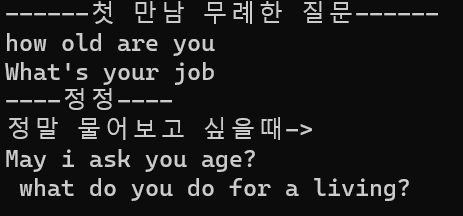 ------첫 만남 무례한 질문------
how old are you
What's your job
----정정----
정말 물어보고 싶을때->
May i ask you age?
 what do you do for a living?